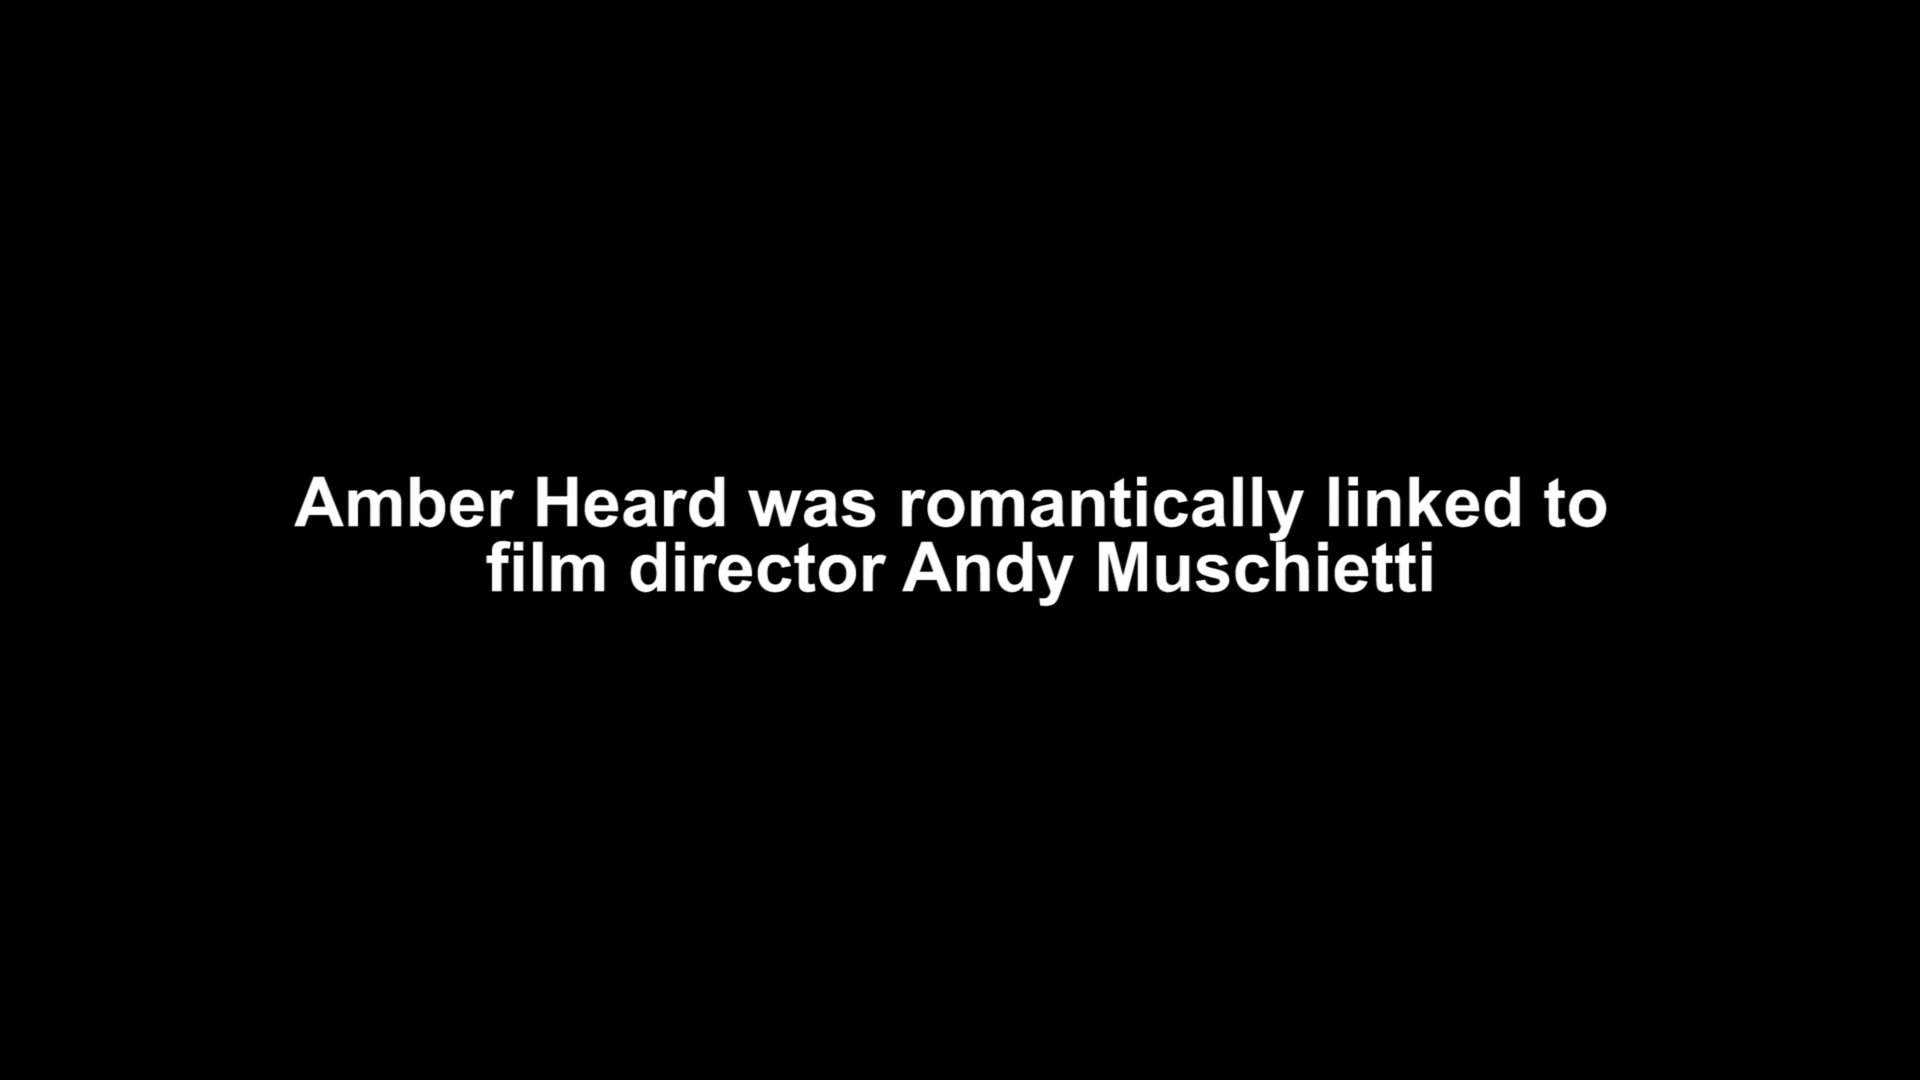 Amber Heard was romantically linked to
film director Andy Muschietti